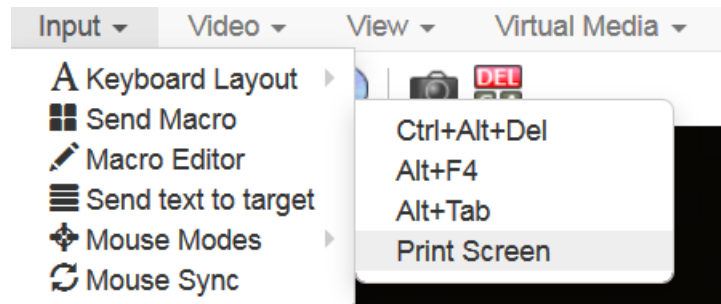 Input Video View Virtual Media
A Keyboard Layout
Send Macro
Macro Editor
Send text to target
Mouse Modes
Mouse Sync
DEL
Ctrl+Alt+Del
Alt+F4
Alt+Tab
Print Screen